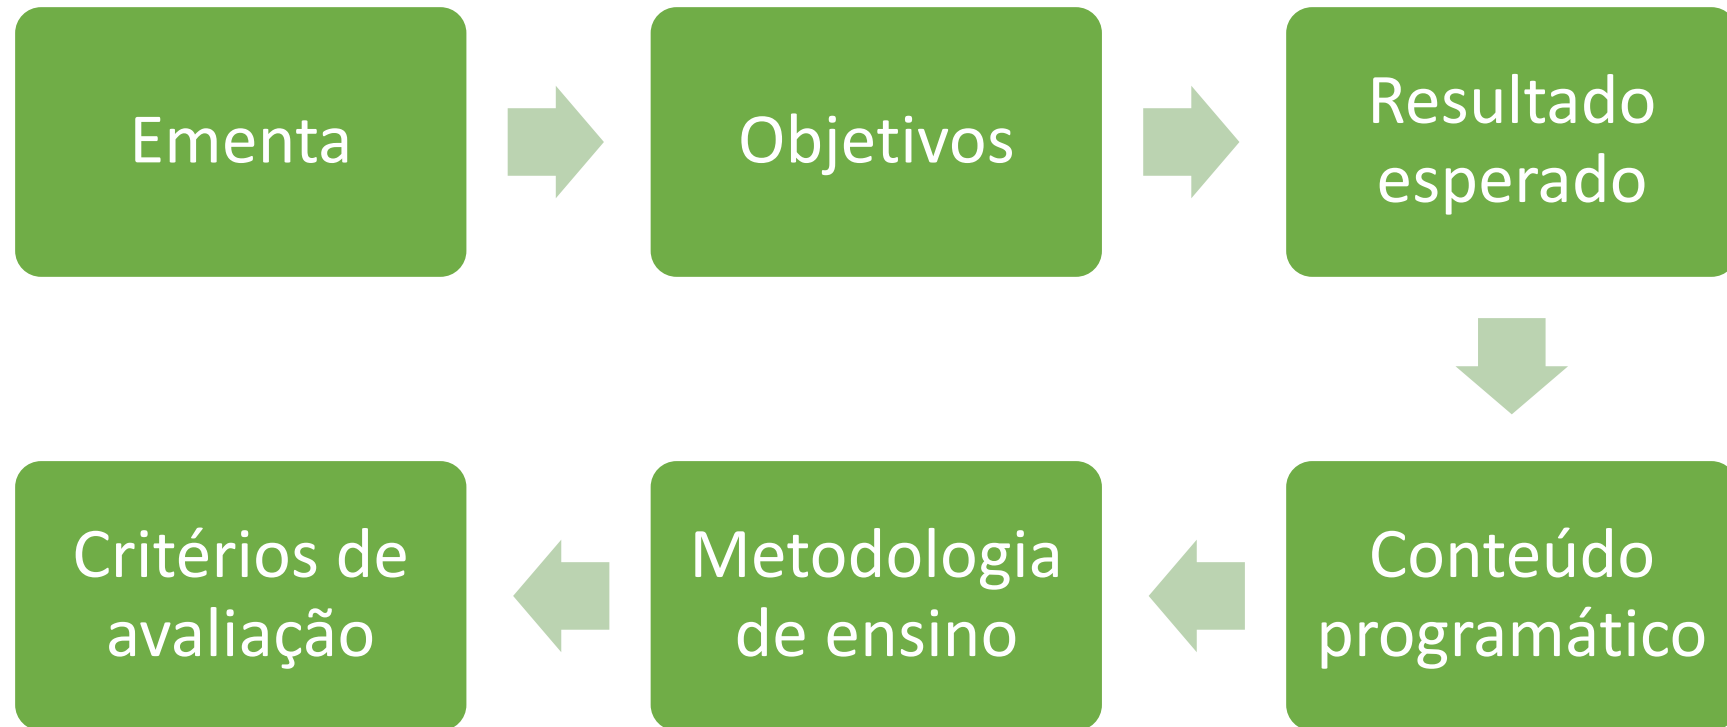 Ementa
Objetivos
Resultado
esperado
Conteúdo
programático
Metodologia
de ensino
Critérios de
avaliação